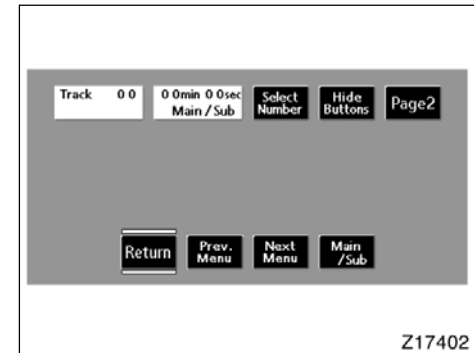 Track 0 0
0 0min 0 0sec
Main / Sub
Select
Number
Hide
Buttons
Page2
Return
Prev.
Menu
Next
Menu
Main
/Sub
Z17402